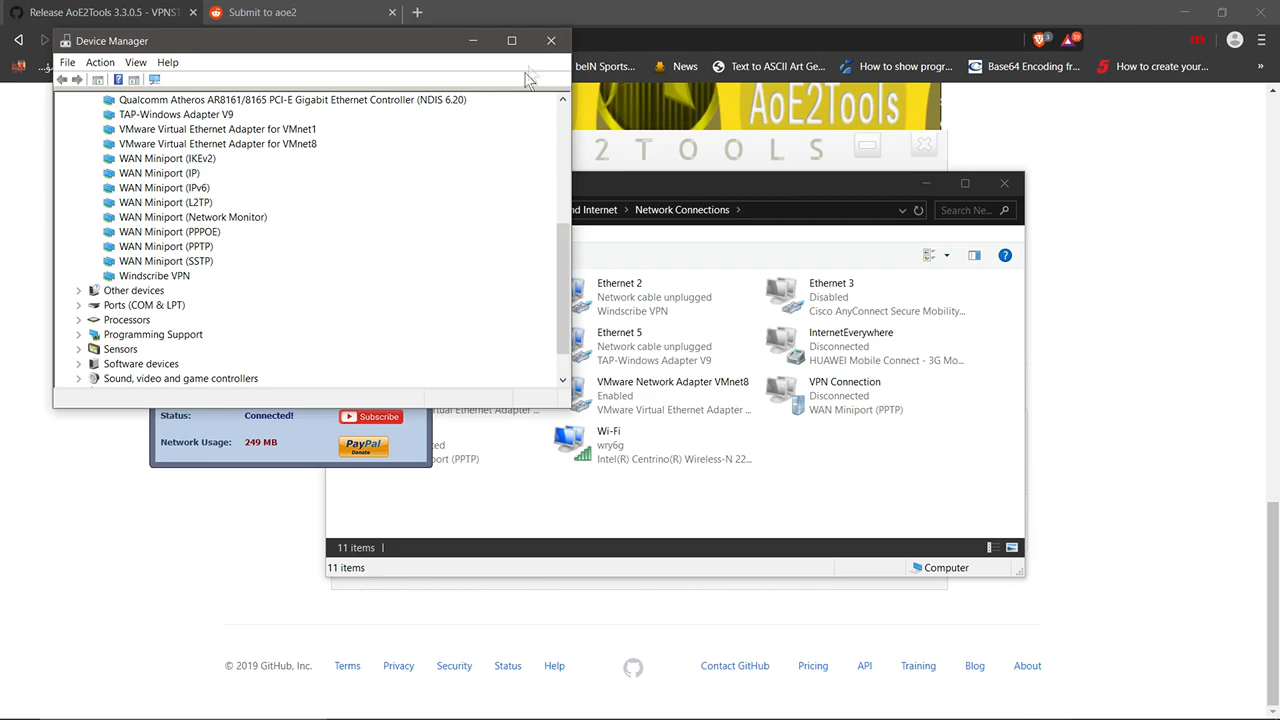 Release AoE2Tools 3.3.0.5 - VPNST
Submit to aoe2
Device Manager
File Action View Help
beIN Sports...
News
Text to ASCII Art Ge...
How to show progr...
Base64 Encoding fr...
How to create your...
Qualcomm Atheros AR8161/8165 PCI-E Gigabit Ethernet Controller (NDIS 6.20)
TAP-Windows Adapter V9
VMware Virtual Ethernet Adapter for VMnet1
VMware Virtual Ethernet Adapter for VMnet8
WAN Miniport (IKEv2)
WAN Miniport (IP)
WAN Miniport (IPv6)
WAN Miniport (L2TP)
WAN Miniport (Network Monitor)
WAN Miniport (PPPOE)
WAN Miniport (PPTP)
WAN Miniport (SSTP)
Windscribe VPN
Other devices
Ports (COM & LPT)
Processors
Programming Support
Sensors
Software devices
Sound, video and game controllers
AoE2Tools
2 T O O L S
nd Internet > Network Connections >
Search Ne...
Ethernet 2
Network cable unplugged
Windscribe VPN
Ethernet 3
Disabled
Cisco AnyConnect Secure Mobility...
Ethernet 5
Network cable unplugged
TAP-Windows Adapter V9
InternetEverywhere
Disconnected
HUAWEI Mobile Connect - 3G Mo...
VMware Network Adapter VMnet8
Enabled
VMware Virtual Ethernet Adapter ...
VPN Connection
Disconnected
WAN Miniport (PPTP)
irtual Ethernet Adapter ...
cted
port (PPTP)
Wi-Fi
wry6g
Intel(R) Centrino(R) Wireless-N 22...
Status: Connected!
Subscribe
Network Usage: 249 MB
PayPal
Donate
11 items
11 items
Computer
© 2019 GitHub, Inc. Terms Privacy Security Status Help
Contact GitHub Pricing API Training Blog About